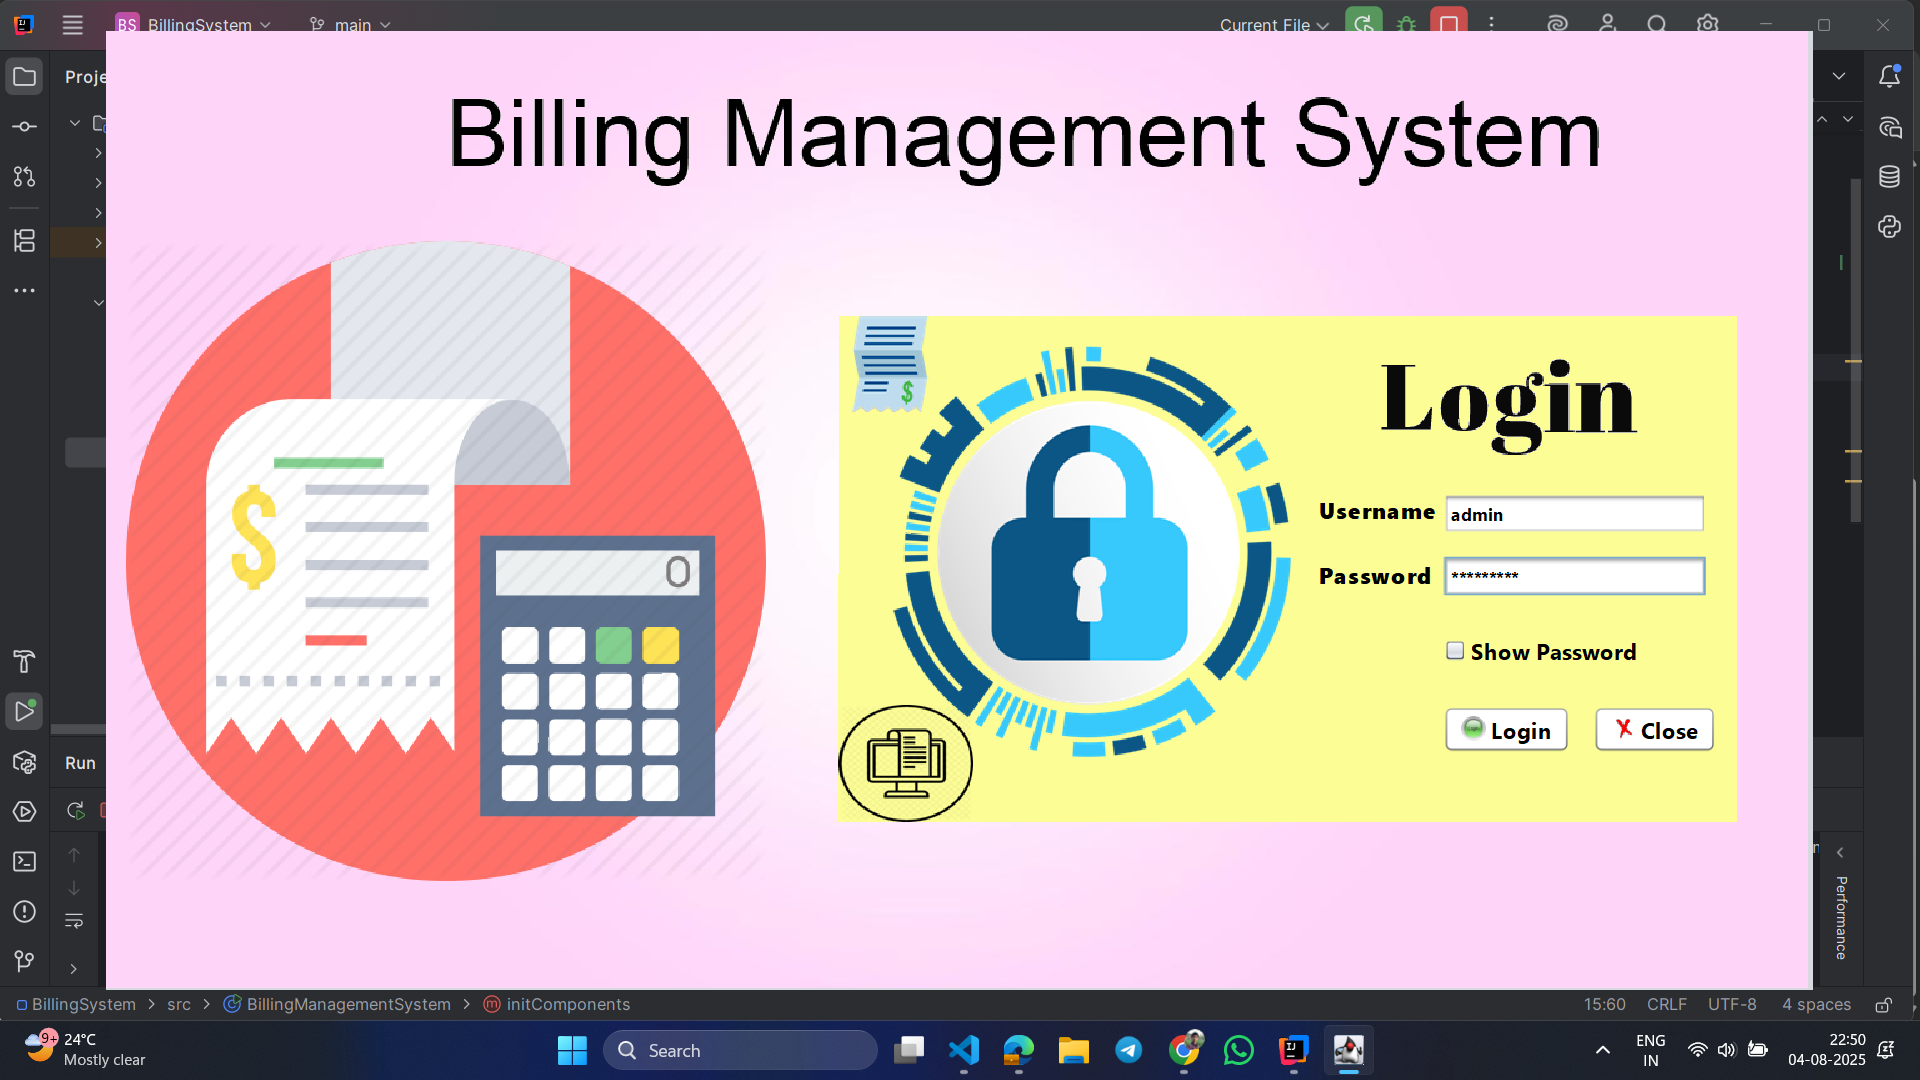 BS BillingSystem main Current File
Proje
Billing Management System
$
0
$
Login
Username admin
Password *********
Show Password
Login Close
Run
Performance
BillingSystem > src > BillingManagementSystem > initComponents 15:60 CRLF UTF-8 4 spaces
9+ 24°C
Mostly clear
Search
ENG
IN
22:50
04-08-2025